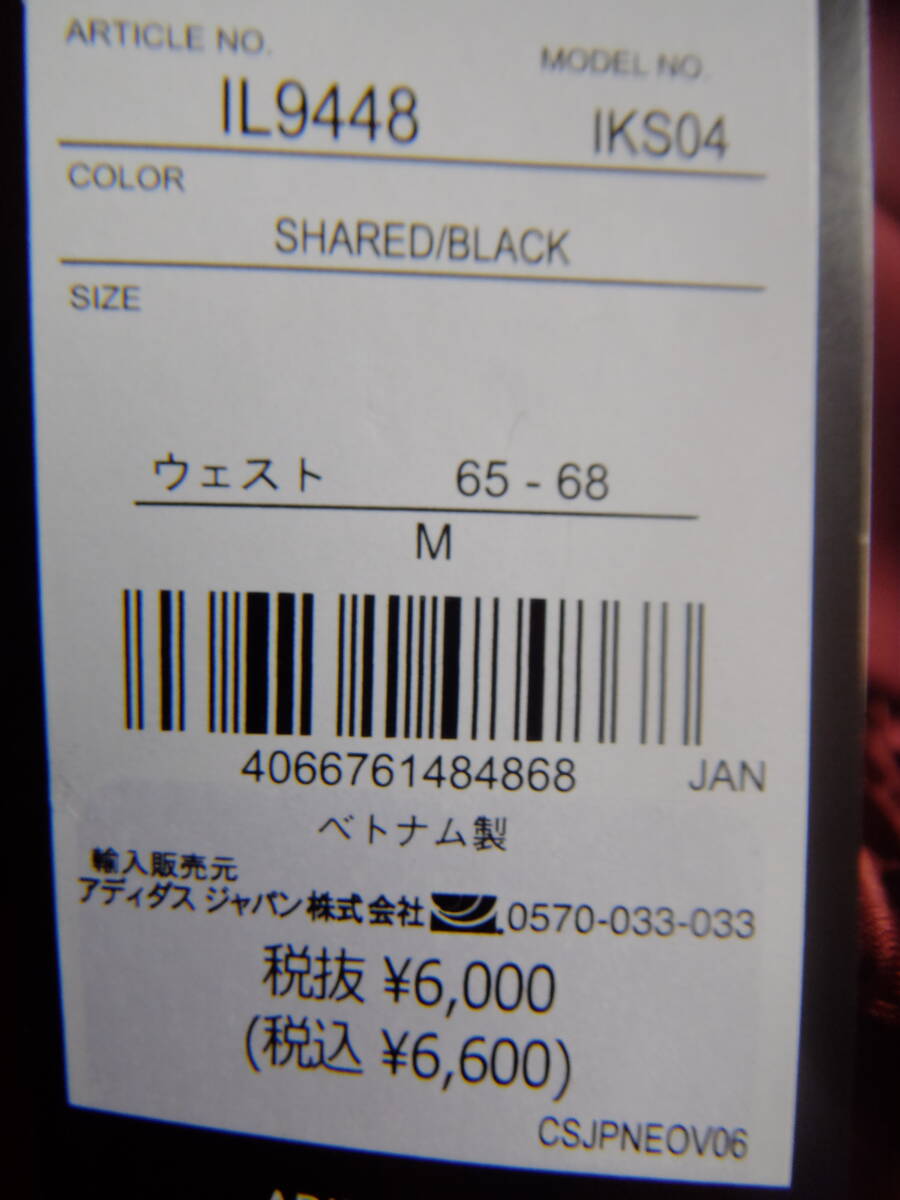 ARTICLE NO.
MODEL NO.
IL9448
IKS04
COLOR
SHARED/BLACK
SIZE
ウェスト 65 - 68
M
4066761484868 JAN
ベトナム製
輸入販売元
アディダス ジャパン株式会社 0570-033-033
税抜 ¥6,000
(税込 ¥6,600)
CSJPNEOV06